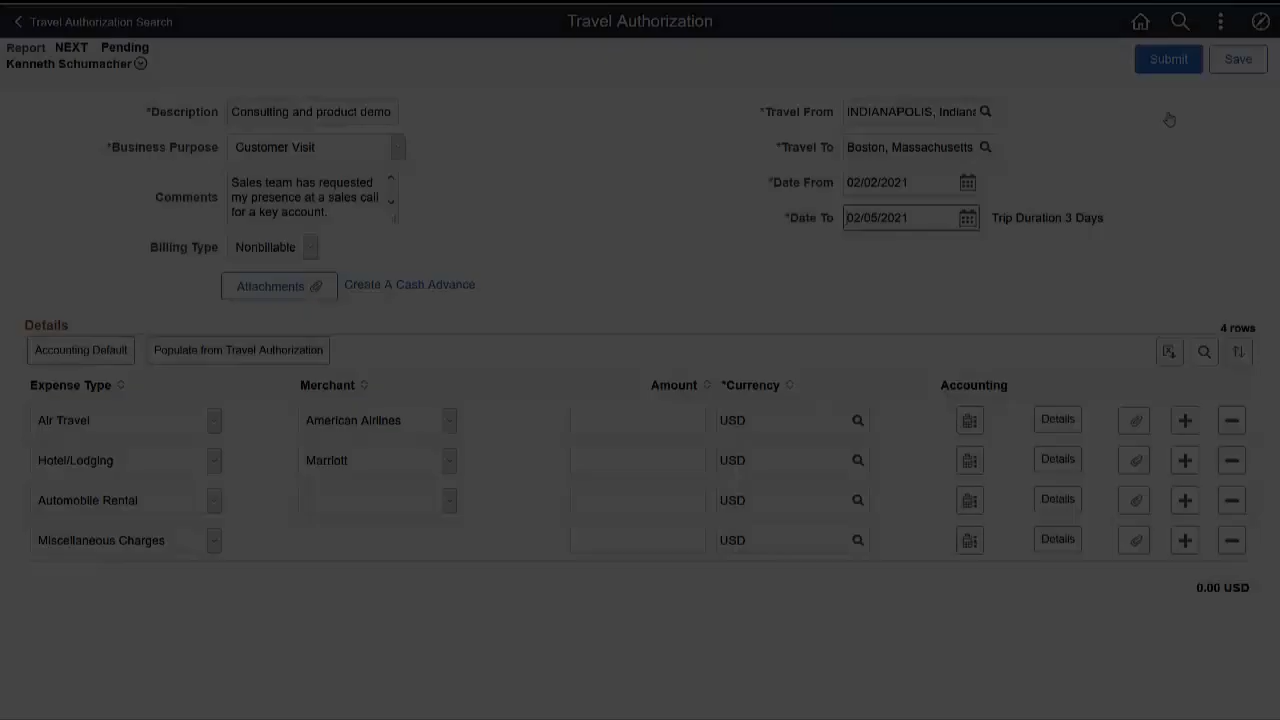 Travel Authorization Search
Travel Authorization
Report NEXT Pending
Kenneth Schumacher
Submit
Save
*Description Consulting and product demo
*Travel From INDIANAPOLIS, Indiana
*Business Purpose Customer Visit
*Travel To Boston, Massachusetts
Comments Sales team has requested
my presence at a sales call
for a key account.
*Date From 02/02/2021
*Date To 02/05/2021 Trip Duration 3 Days
Billing Type Nonbillable
Attachments Create A Cash Advance
Details
4 rows
Accounting Default Populate from Travel Authorization
Expense Type Merchant Amount *Currency Accounting
Air Travel American Airlines USD Details
Hotel/Lodging Marriott USD Details
Automobile Rental USD Details
Miscellaneous Charges USD Details
0.00 USD